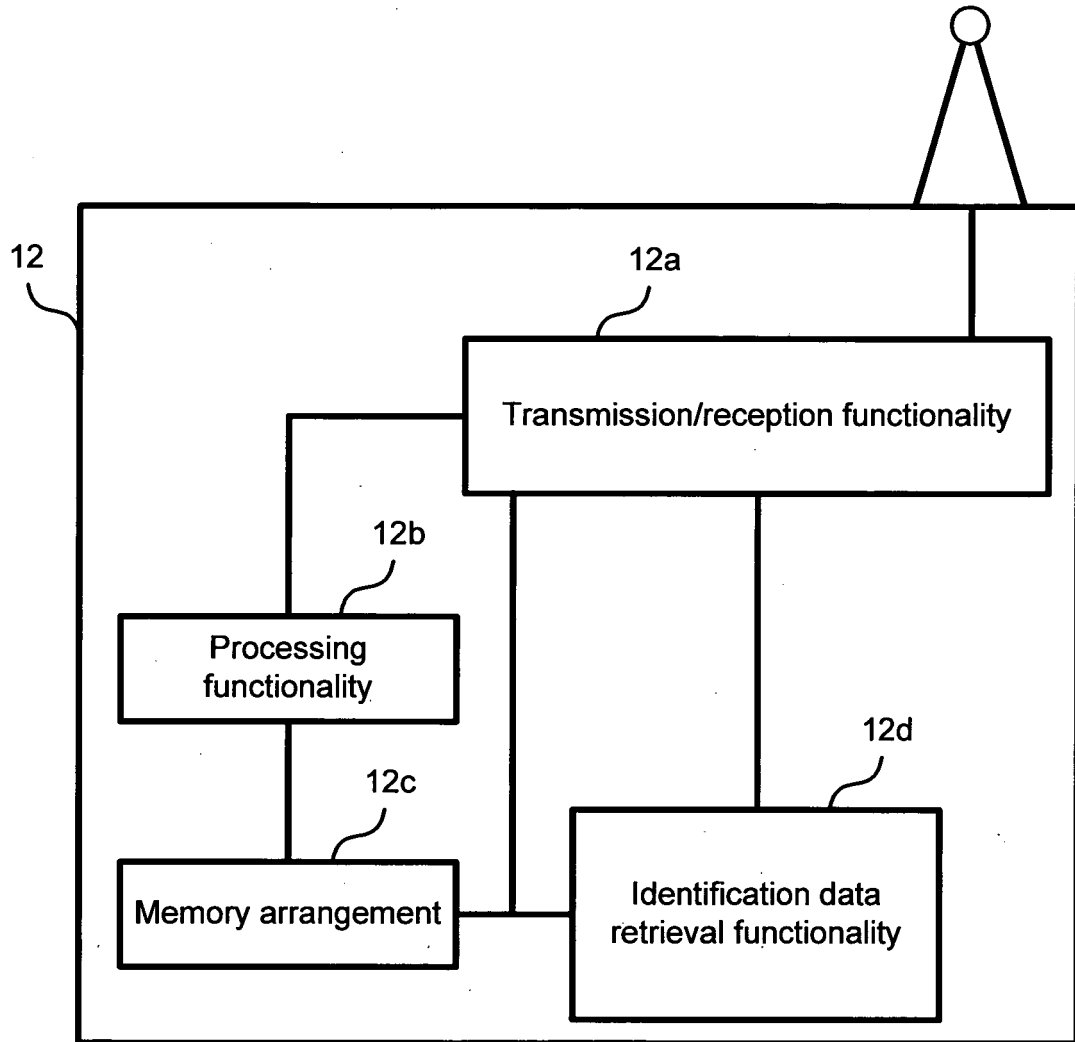 12
12a
Transmission/reception functionality
12b
Processing
functionality
12d
12c
Memory arrangement
Identification data
retrieval functionality